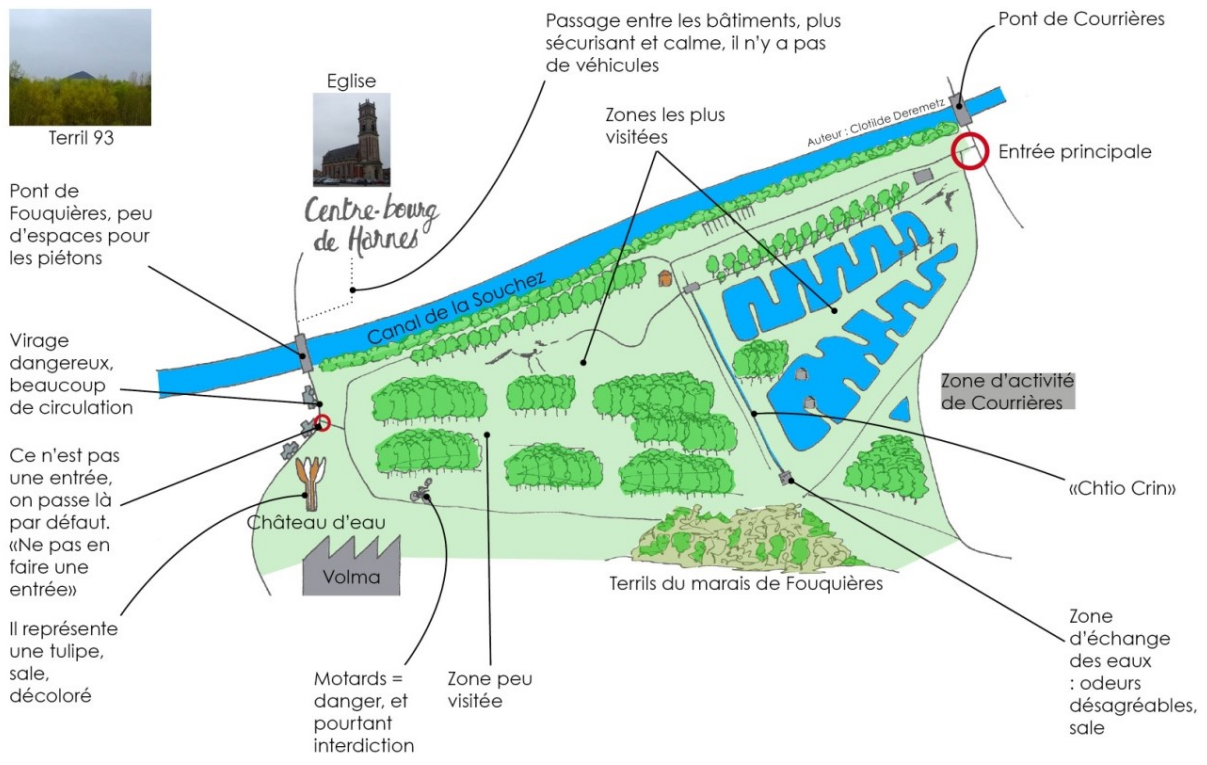 Terril 93
Eglise
Centre-bourg
de Harnes
Passage entre les bâtiments, plus
sécurisant et calme, il n'y a pas
de véhicules
Zones les plus
visitées
Auteur : Clotilde Deremetz
Pont de Courrières
Entrée principale
Pont de
Fouquières, peu
d'espaces pour
les piétons
Canal de la Souchez
Virage
dangereux,
beaucoup
de circulation
Zone d'activité
de Courrières
Ce n'est pas
une entrée,
on passe là
par défaut.
«Ne pas en
faire une
entrée»
«Chtio Crin»
Château d'eau
Volma
Terrils du marais de Fouquières
Il représente
une tulipe,
sale,
décoloré
Motards =
danger, et
pourtant
interdiction
Zone peu
visitée
Zone
d'échange
des eaux
: odeurs
désagréables,
sale